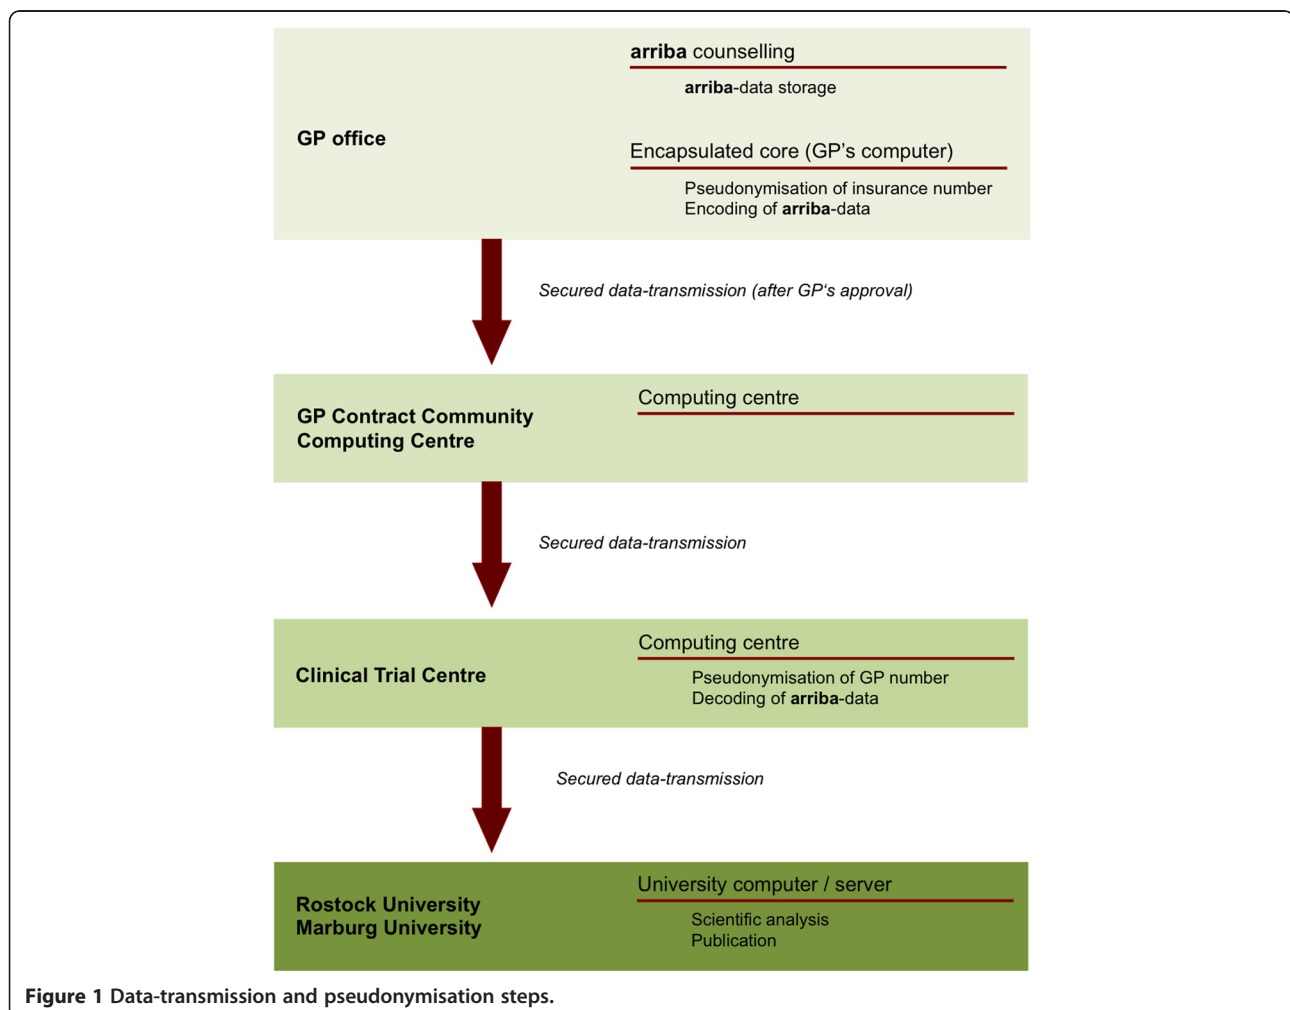 arriba counselling
arriba-data storage
GP office
Encapsulated core (GP's computer)
Pseudonymisation of insurance number
Encoding of arriba-data
Secured data-transmission (after GP‘s approval)
GP Contract Community
Computing Centre
Computing centre
Secured data-transmission
Clinical Trial Centre
Computing centre
Pseudonymisation of GP number
Decoding of arriba-data
Secured data-transmission
Rostock University
Marburg University
University computer / server
Scientific analysis
Publication
Figure 1 Data-transmission and pseudonymisation steps.